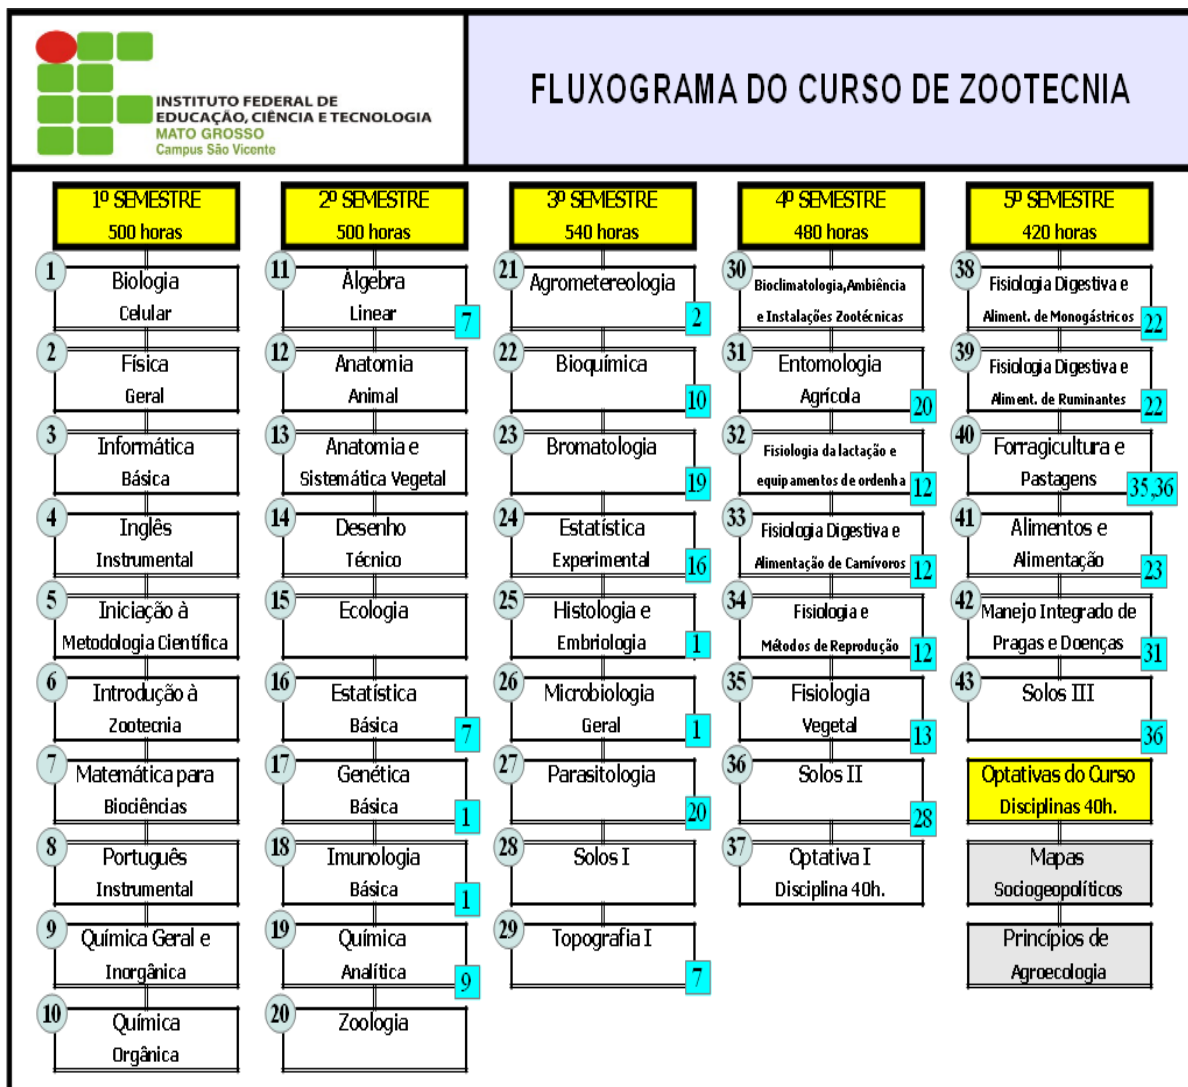 INSTITUTO FEDERAL DE
EDUCAÇÃO, CIÊNCIA E TECNOLOGIA
MATO GROSSO
Campus São Vicente
FLUXOGRAMA DO CURSO DE ZOOTECNIA
1º SEMESTRE
500 horas
1
Biologia
Celular
2
Física
Geral
3
Informática
Básica
4
Inglês
Instrumental
5
Iniciação à
Metodologia Científica
6
Introdução à
Zootecnia
7
Matemática para
Biociências
8
Português
Instrumental
9
Química Geral e
Inorgânica
10
Química
Orgânica
2º SEMESTRE
500 horas
11
Álgebra
Linear
7
12
Anatomia
Animal
13
Anatomia e
Sistemática Vegetal
14
Desenho
Técnico
15
Ecologia
16
Estatística
Básica
7
17
Genética
Básica
1
18
Imunologia
Básica
1
19
Química
Analítica
9
20
Zoologia
3º SEMESTRE
540 horas
21
Agrometereologia
2
22
Bioquímica
10
23
Bromatologia
19
24
Estatística
Experimental
16
25
Histologia e
Embriologia
1
26
Microbiologia
Geral
1
27
Parasitologia
20
28
Solos I
29
Topografia I
7
4º SEMESTRE
480 horas
30
Bioclimatologia,Ambiência
e Instalações Zootécnicas
31
Entomologia
Agrícola
20
32
Fisiologia da lactação e
equipamentos de ordenha
12
33
Fisiologia Digestiva e
Alimentação de Carnívoros
12
34
Fisiologia e
Métodos de Reprodução
12
35
Fisiologia
Vegetal
13
36
Solos II
28
37
Optativa I
Disciplina 40h.
5º SEMESTRE
420 horas
38
Fisiologia Digestiva e
Aliment. de Monogástricos
22
39
Fisiologia Digestiva e
Aliment. de Ruminantes
22
40
Forragicultura e
Pastagens
35,36
41
Alimentos e
Alimentação
23
42
Manejo Integrado de
Pragas e Doenças
31
43
Solos III
36
Optativas do Curso
Disciplinas 40h.
Mapas
Sociogeopolíticos
Princípios de
Agroecologia